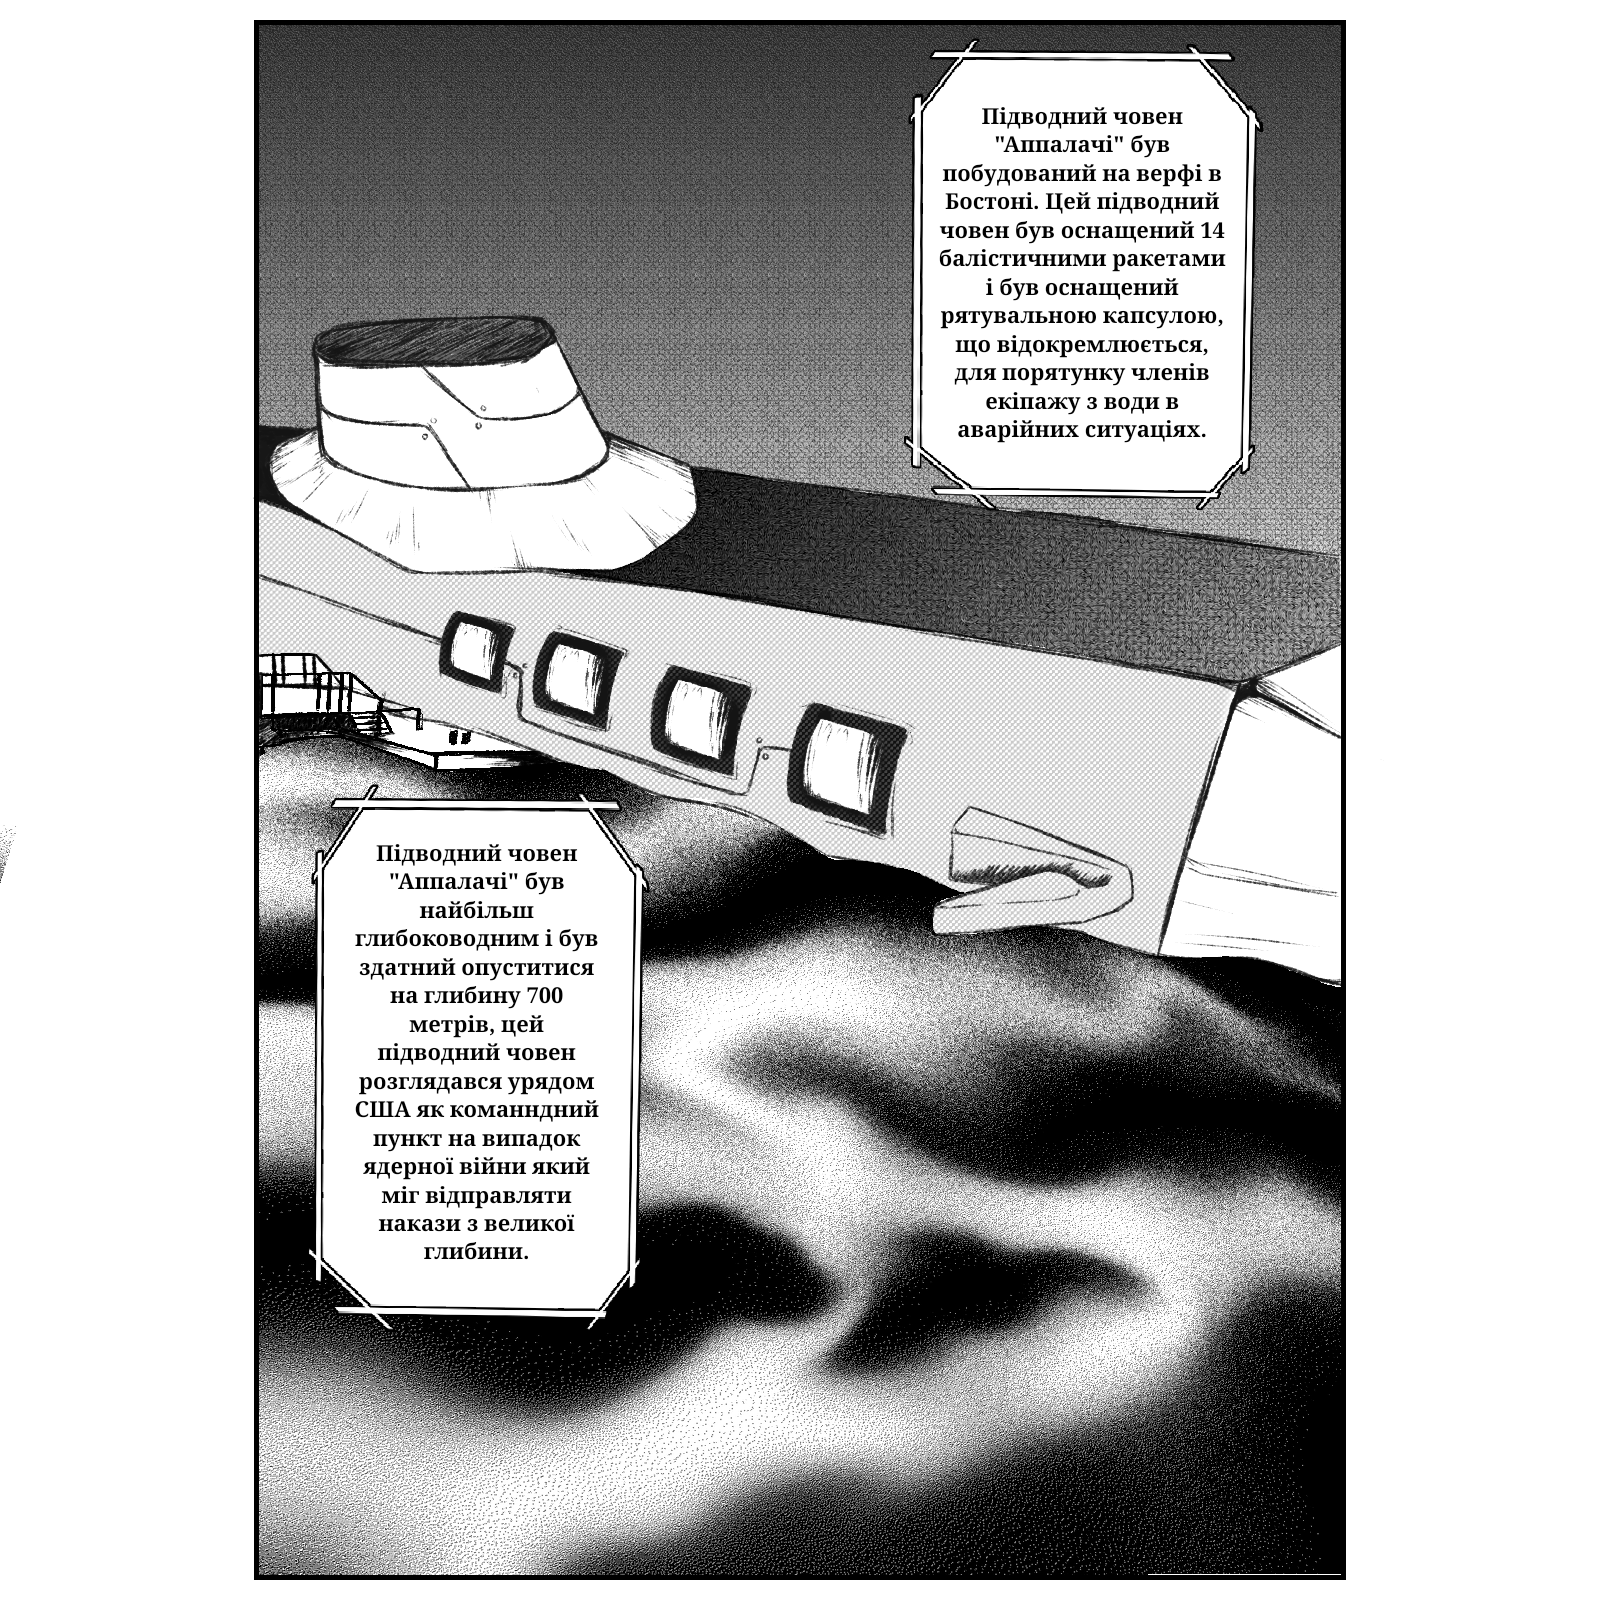 Підводний човен
"Аппалачі" був
побудований на верфі в
Бостоні. Цей підводний
човен був оснащений 14
балістичними ракетами
і був оснащений
рятувальною капсулою,
що відокремлюється,
для порятунку членів
екіпажу з води в
аварійних ситуаціях.
Підводний човен
"Аппалачі" був
найбільш
глибоководним і був
здатний опуститися
на глибину 700
метрів, цей
підводний човен
розглядався урядом
США як команндний
пункт на випадок
ядерної війни який
міг відправляти
накази з великої
глибини.